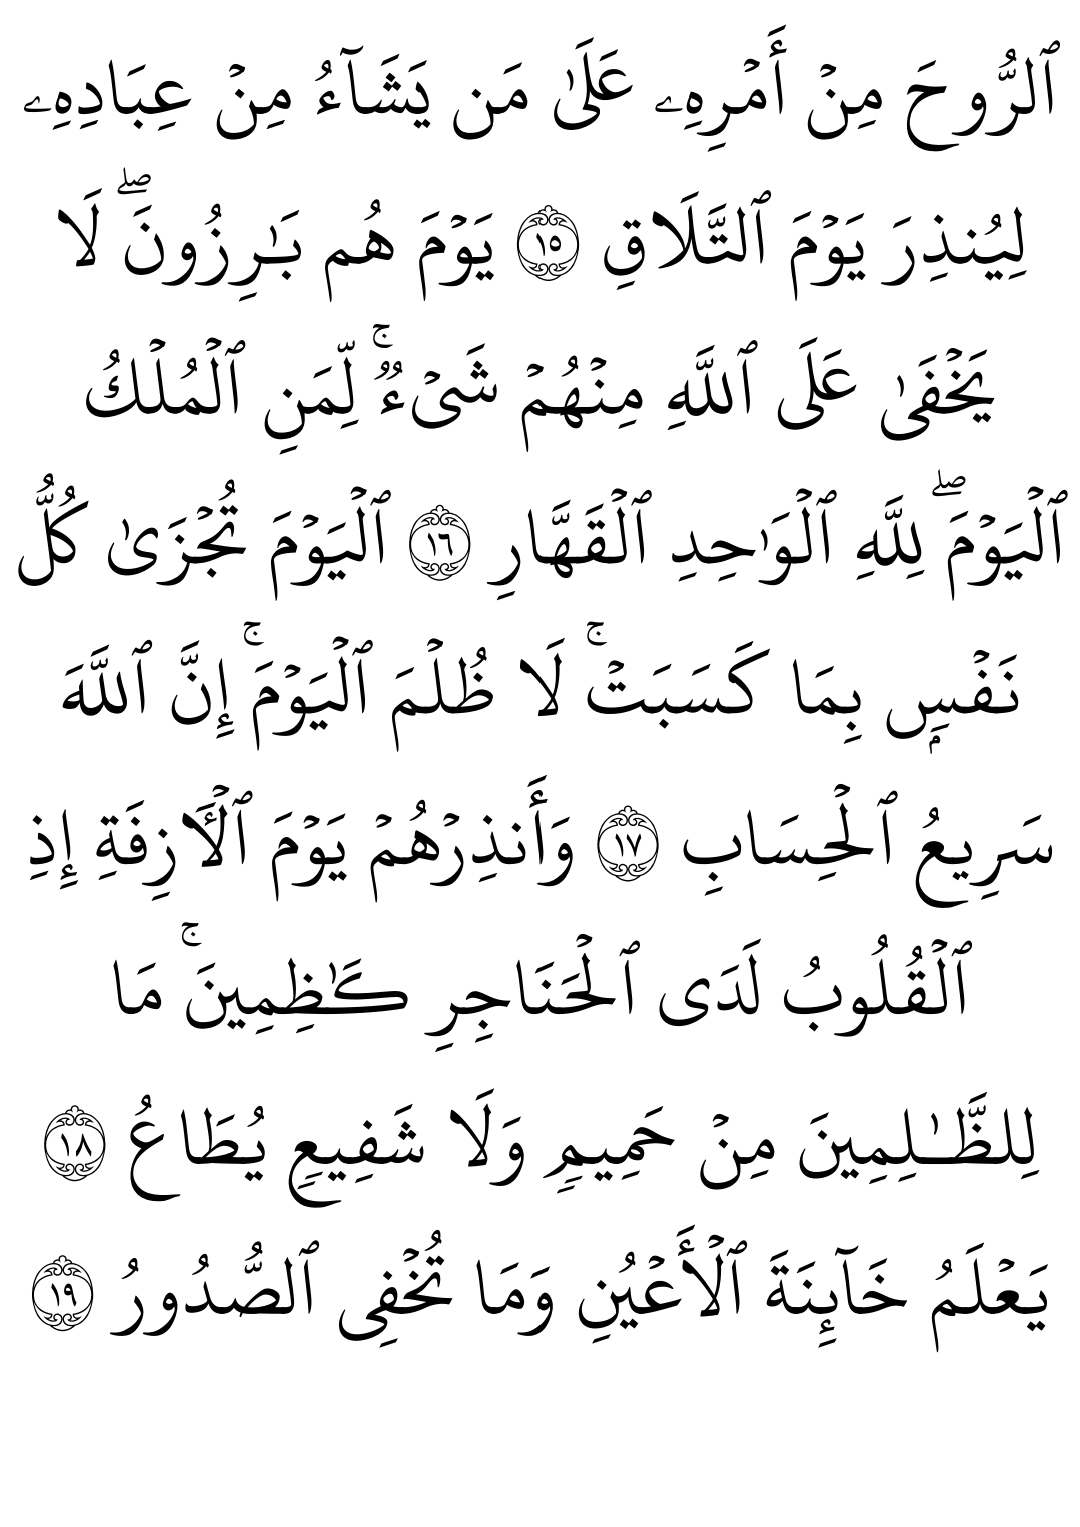 ٱلرُّوحَ مِنۡ أَمۡرِهِۦ عَلَىٰ مَن يَشَآءُ مِنۡ عِبَادِهِۦ
لِيُنذِرَ يَوۡمَ ٱلتَّلَاقِ ١٥ يَوۡمَ هُم بَٰرِزُونَۖ لَا
يَخۡفَىٰ عَلَى ٱللَّهِ مِنۡهُمۡ شَىۡءٌۚ لِّمَنِ ٱلۡمُلۡكُ
ٱلۡيَوۡمَۖ لِلَّهِ ٱلۡوَٰحِدِ ٱلۡقَهَّارِ ١٦ ٱلۡيَوۡمَ تُجۡزَىٰ كُلُّ
نَفۡسِۭ بِمَا كَسَبَتۡۚ لَا ظُلۡمَ ٱلۡيَوۡمَۚ إِنَّ ٱللَّهَ
سَرِيعُ ٱلۡحِسَابِ ١٧ وَأَنذِرۡهُمۡ يَوۡمَ ٱلۡأَزِفَةِ إِذِ
ٱلۡقُلُوبُ لَدَى ٱلۡحَنَاجِرِ كَٰظِمِينَۚ مَا
لِلظَّٰلِمِينَ مِنۡ حَمِيمٖ وَلَا شَفِيعٖ يُطَاعُ ١٨
يَعۡلَمُ خَآئِنَةَ ٱلۡأَعۡيُنِ وَمَا تُخۡفِى ٱلصُّدُورُ ١٩